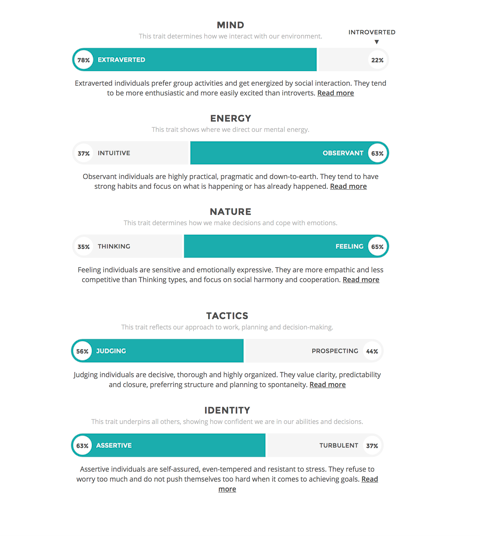 MIND
This trait determines how we interact with our environment.
INTROVERTED
78% EXTRAVERTED 22%
Extraverted individuals prefer group activities and get energized by social interaction. They tend
to be more enthusiastic and more easily excited than introverts. Read more
ENERGY
This trait shows where we direct our mental energy.
37% INTUITIVE OBSERVANT 63%
Observant individuals are highly practical, pragmatic and down-to-earth. They tend to have
strong habits and focus on what is happening or has already happened. Read more
NATURE
This trait determines how we make decisions and cope with emotions.
35% THINKING FEELING 65%
Feeling individuals are sensitive and emotionally expressive. They are more empathic and less
competitive than Thinking types, and focus on social harmony and cooperation. Read more
TACTICS
This trait reflects our approach to work, planning and decision-making.
56% JUDGING PROSPECTING 44%
Judging individuals are decisive, thorough and highly organized. They value clarity, predictability
and closure, preferring structure and planning to spontaneity. Read more
IDENTITY
This trait underpins all others, showing how confident we are in our abilities and decisions.
63% ASSERTIVE TURBULENT 37%
Assertive individuals are self-assured, even-tempered and resistant to stress. They refuse to
worry too much and do not push themselves too hard when it comes to achieving goals. Read
more